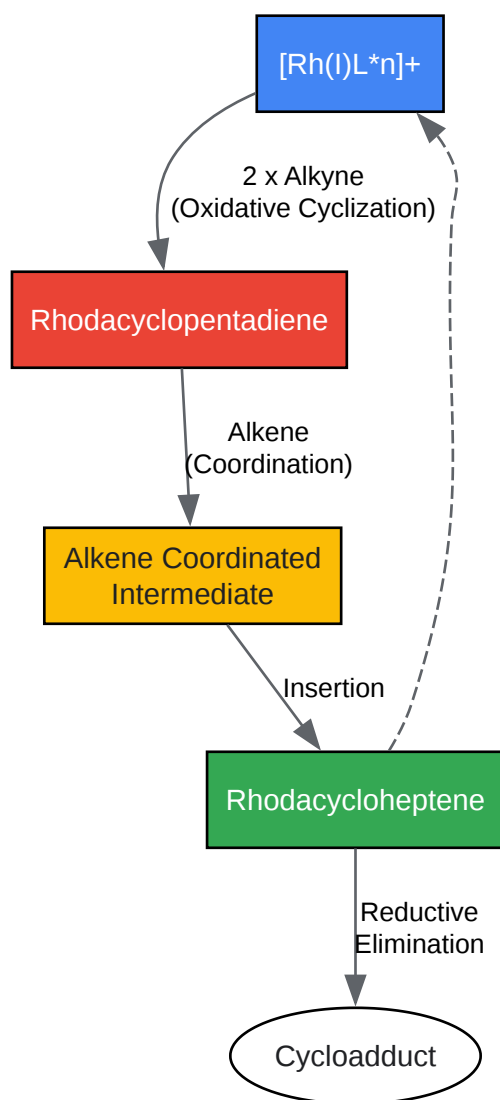 [Rh(I)L*n]+
2 x Alkyne
(Oxidative Cyclization)
Rhodacyclopentadiene
Alkene
(Coordination)
Alkene Coordinated
Intermediate
Insertion
Rhodacycloheptene
Reductive
Elimination
Cycloadduct